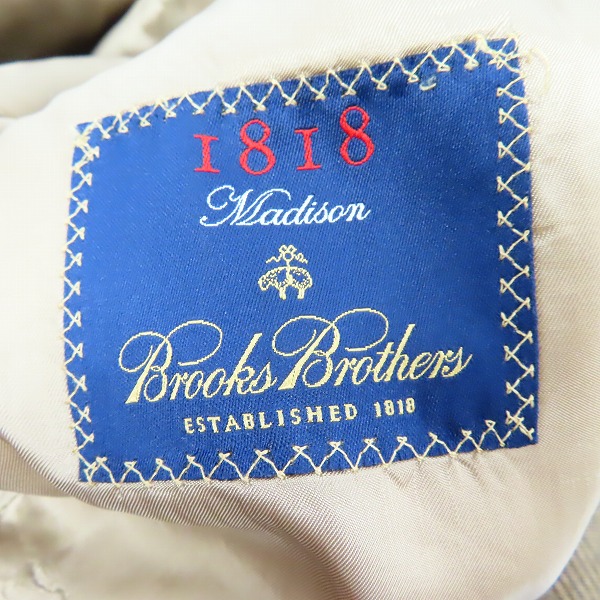 1818
Madison
Brooks Brothers
ESTABLISHED 1818